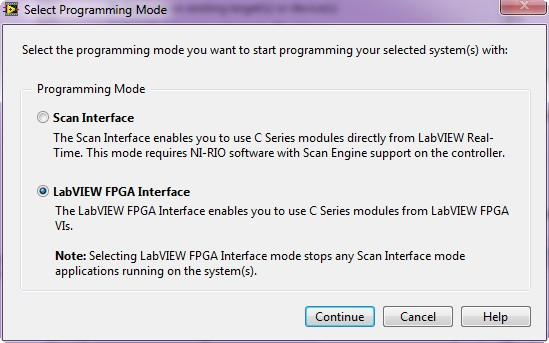 Select Programming Mode
Select the programming mode you want to start programming your selected system(s) with:
Programming Mode
Scan Interface
The Scan Interface enables you to use C Series modules directly from LabVIEW Real-
Time. This mode requires NI-RIO software with Scan Engine support on the controller.
LabVIEW FPGA Interface
The LabVIEW FPGA Interface enables you to use C Series modules from LabVIEW FPGA
VIs.
Note: Selecting LabVIEW FPGA Interface mode stops any Scan Interface mode
applications running on the system(s).
Continue
Cancel
Help